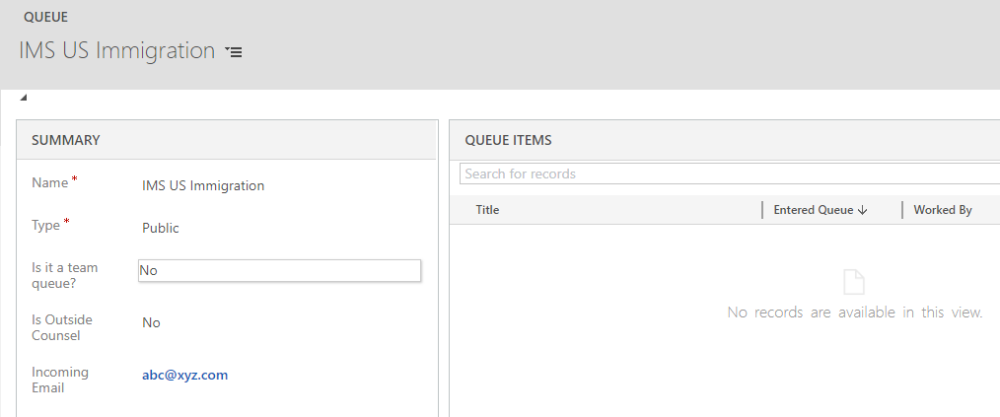 QUEUE
IMS US Immigration
SUMMARY
Name *
IMS US Immigration
Type *
Public
Is it a team
queue?
No
Is Outside
Counsel
No
Incoming
Email
abc@xyz.com
QUEUE ITEMS
Search for records
Title Entered Queue ↓ Worked By
No records are available in this view.